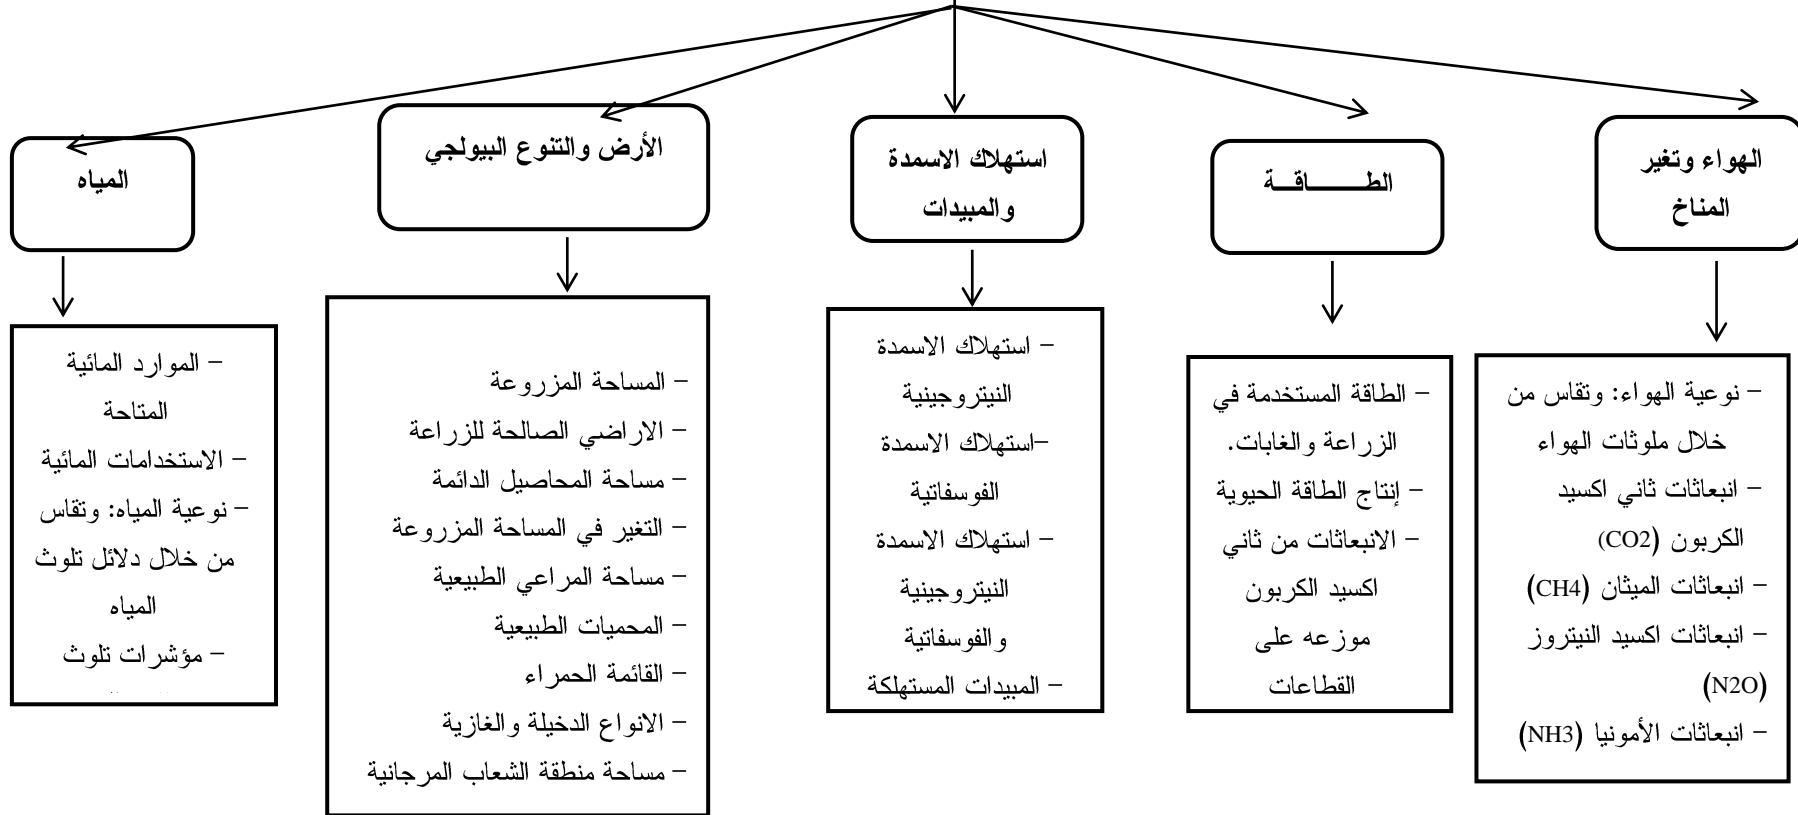 الهواء وتغير
المناخ
الطـــــــاقـــة
استهلاك الاسمدة
والمبيدات
الأرض والتنوع البيولجي
المياه
– نوعية الهواء: وتقاس من
خلال ملوثات الهواء
– انبعاثات ثاني اكسيد
الكربون (CO2)
– انبعاثات الميثان (CH4)
– انبعاثات اكسيد النيتروز
(N2O)
– انبعاثات الأمونيا (NH3)
– الطاقة المستخدمة في
الزراعة والغابات.
– إنتاج الطاقة الحيوية
– الانبعاثات من ثاني
اكسيد الكربون
موزعه على
القطاعات
– استهلاك الاسمدة
النيتروجينية
–استهلاك الاسمدة
الفوسفاتية
– استهلاك الاسمدة
النيتروجينية
والفوسفاتية
– المبيدات المستهلكة
– المساحة المزروعة
– الاراضي الصالحة للزراعة
– مساحة المحاصيل الدائمة
– التغير في المساحة المزروعة
– مساحة المراعي الطبيعية
– المحميات الطبيعية
– القائمة الحمراء
– الانواع الدخيلة والغازية
– مساحة منطقة الشعاب المرجانية
– الموارد المائية
المتاحة
– الاستخدامات المائية
– نوعية المياه: وتقاس
من خلال دلائل تلوث
المياه
– مؤشرات تلوث